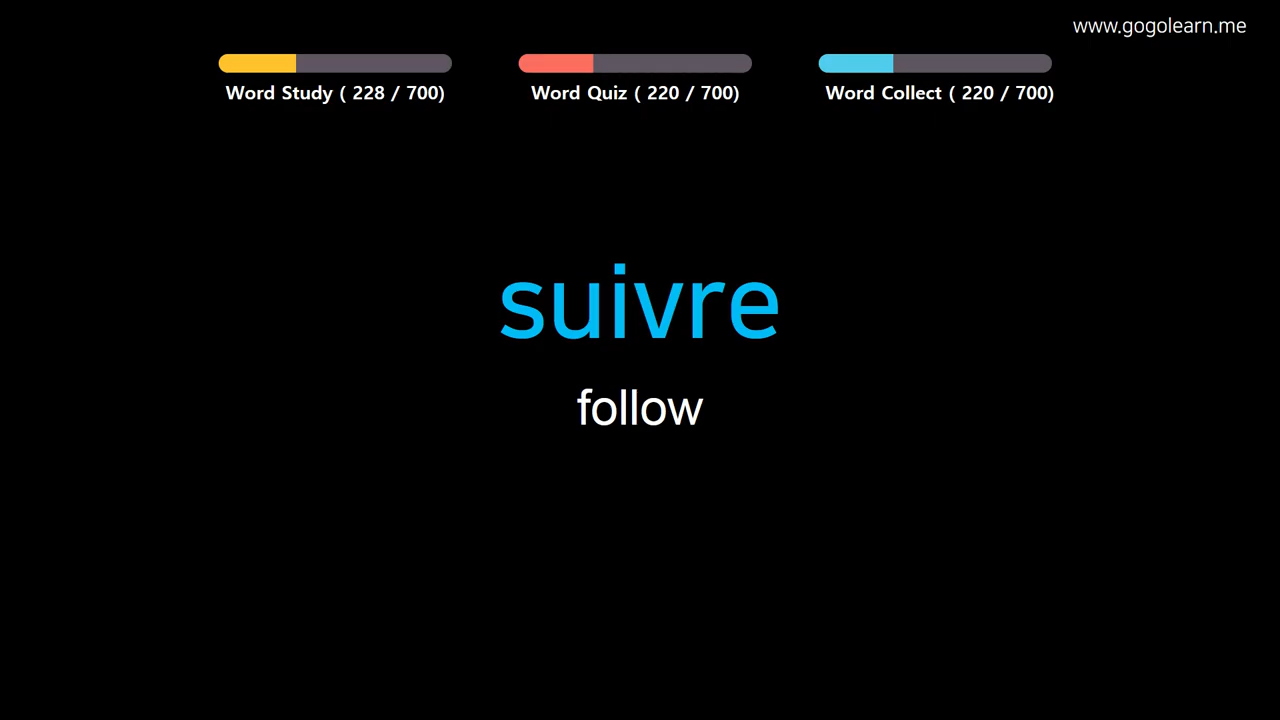 www.gogolearn.me
Word Study ( 228 / 700)
Word Quiz ( 220 / 700)
Word Collect ( 220 / 700)
suivre
follow